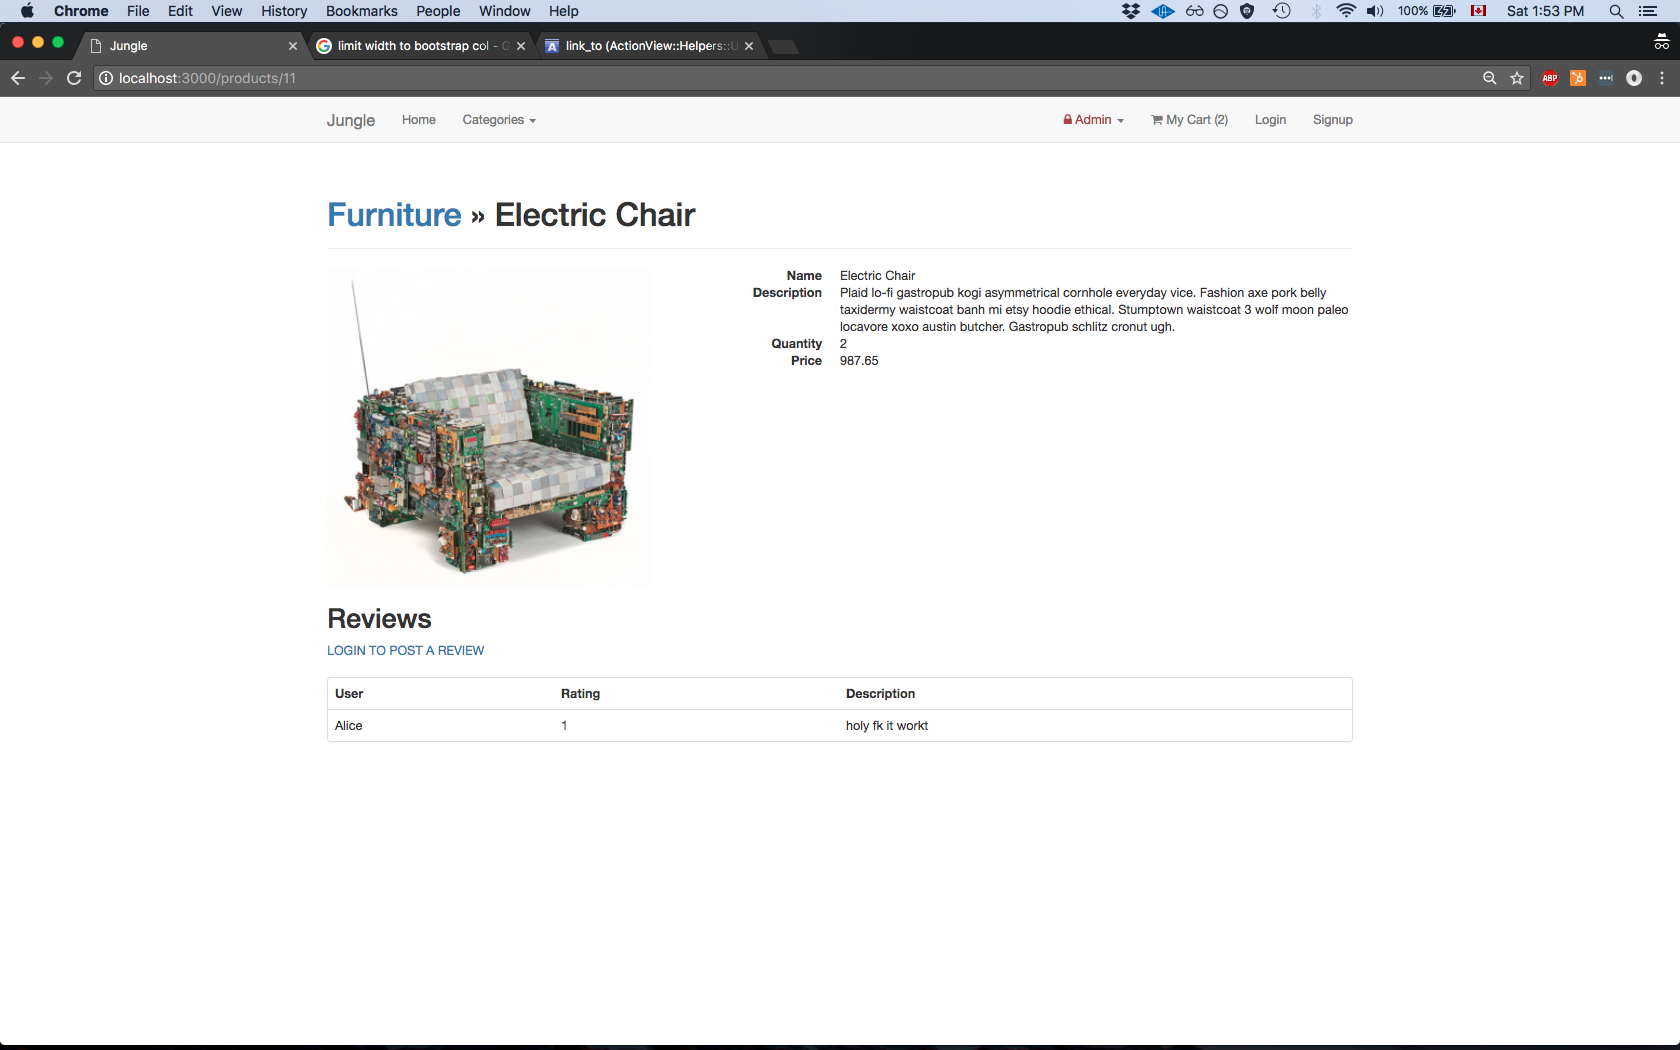 Chrome File Edit View History Bookmarks People Window Help 100% Sat 1:53 PM
Jungle limit width to bootstrap col - G link_to (ActionView::Helpers::U
localhost:3000/products/11 ABP
Jungle Home Categories Admin My Cart (2) Login Signup
Furniture » Electric Chair
Name Electric Chair
Description Plaid lo-fi gastropub kogi asymmetrical cornhole everyday vice. Fashion axe pork belly
taxidermy waistcoat banh mi etsy hoodie ethical. Stumptown waistcoat 3 wolf moon paleo
locavore xoxo austin butcher. Gastropub schlitz cronut ugh.
Quantity 2
Price 987.65
Reviews
LOGIN TO POST A REVIEW
User Rating Description
Alice 1 holy fk it workt